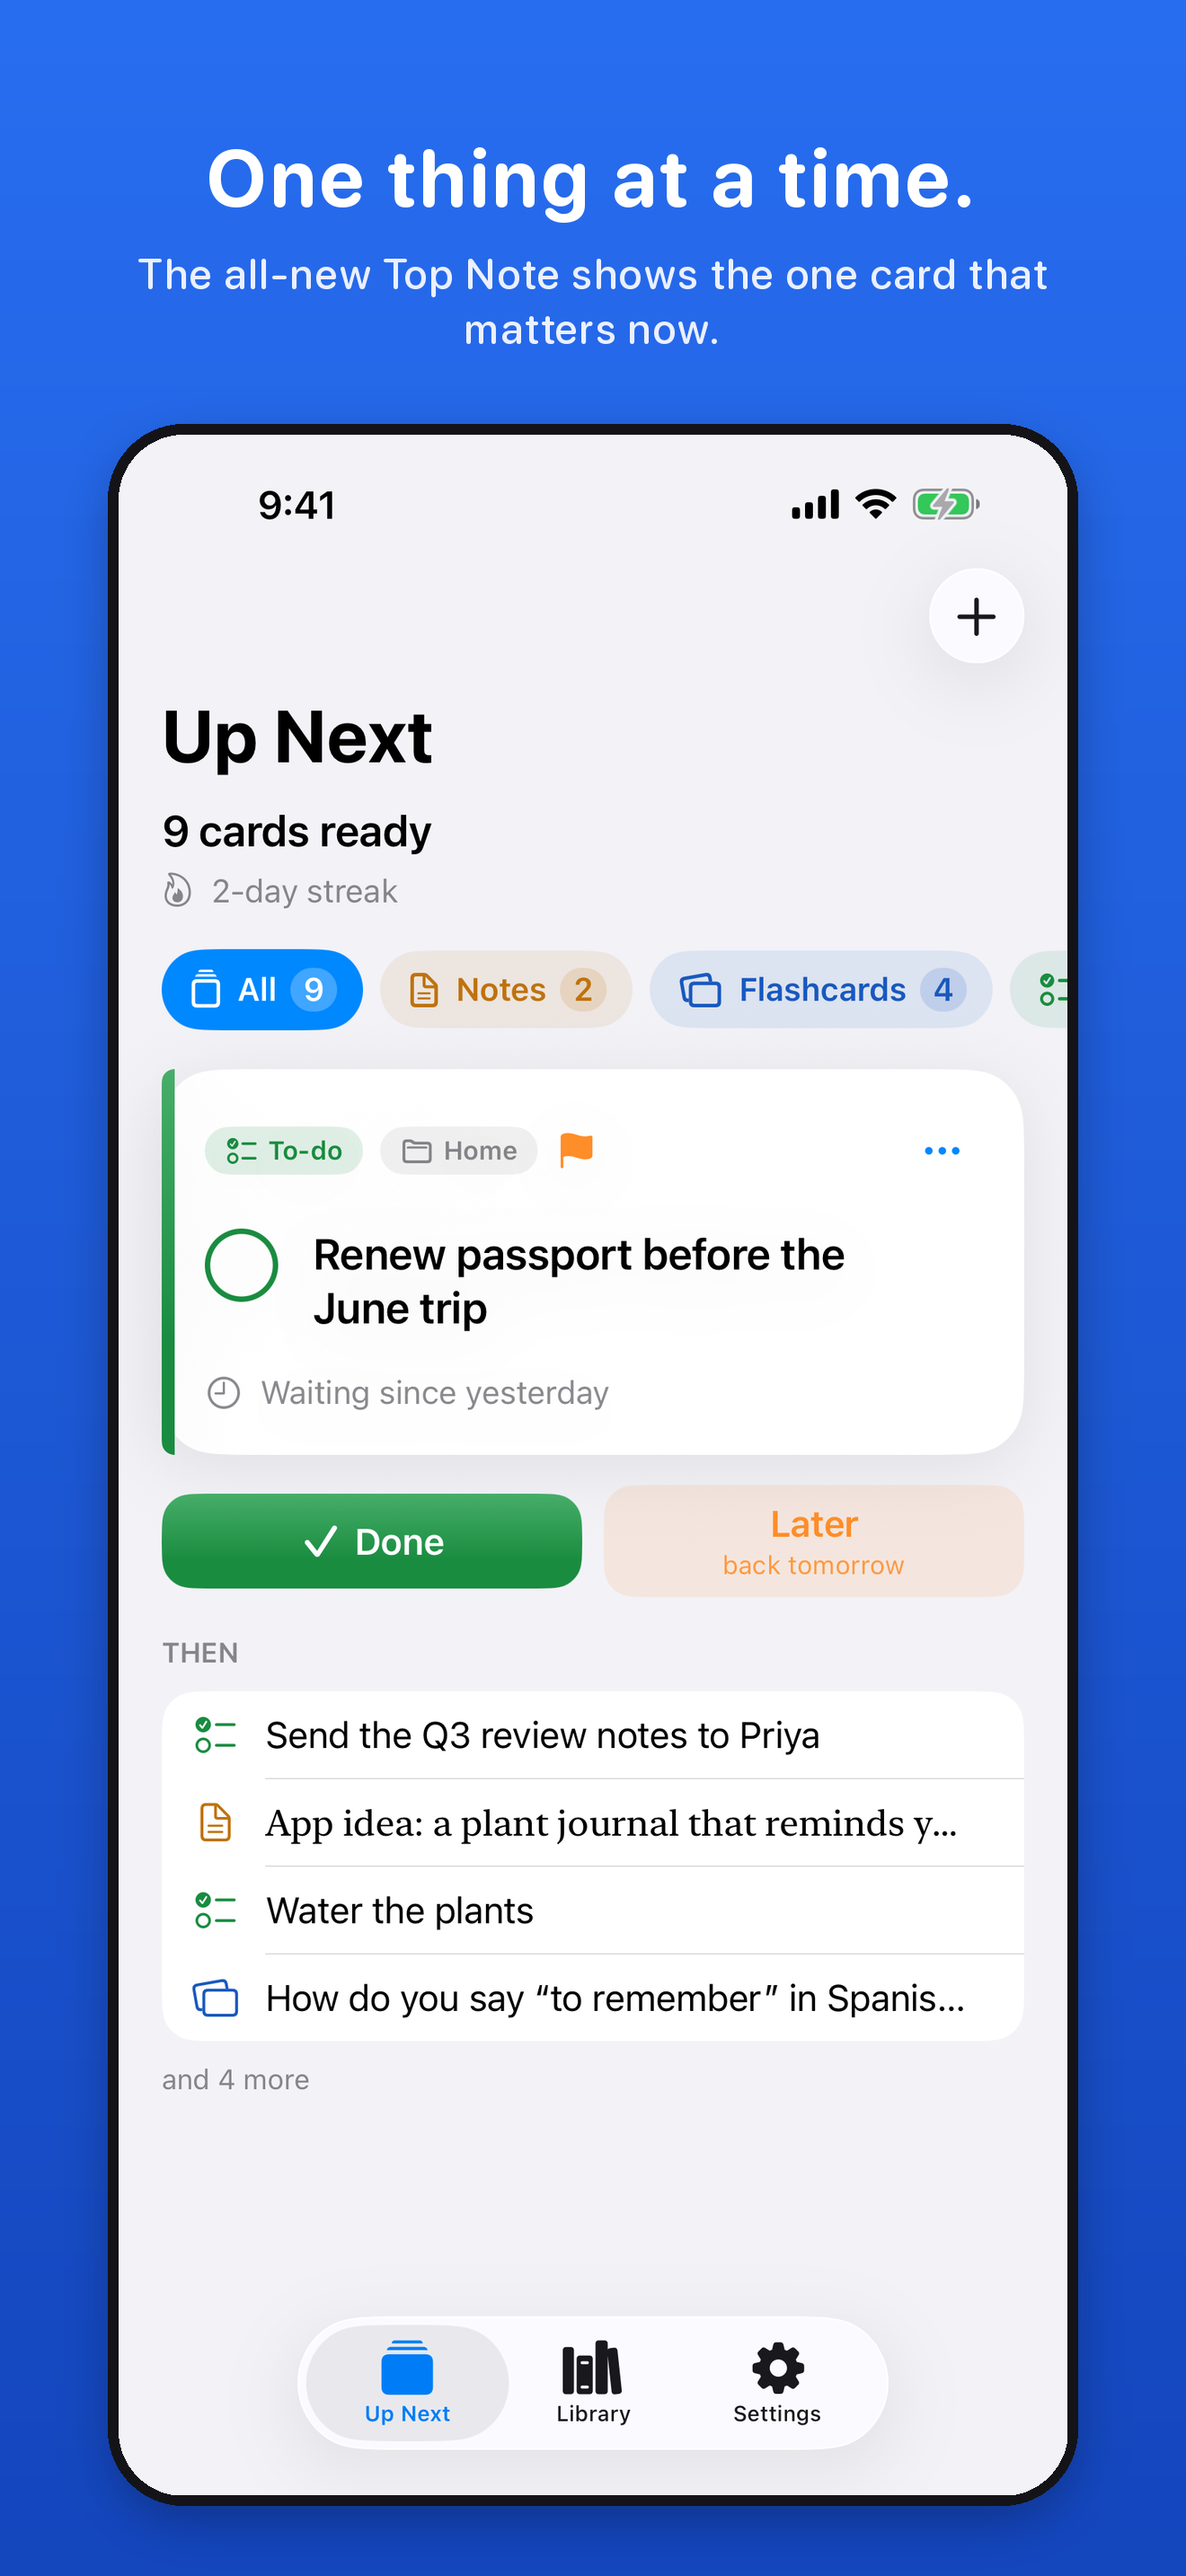 One thing at a time.
The all-new Top Note shows the one card that
matters now.
9:41
Up Next
9 cards ready
2-day streak
All 9
Notes 2
Flashcards 4
To-do
Home
Renew passport before the
June trip
Waiting since yesterday
Done
Later
back tomorrow
THEN
Send the Q3 review notes to Priya
App idea: a plant journal that reminds y...
Water the plants
How do you say “to remember” in Spanis...
and 4 more
Up Next
Library
Settings